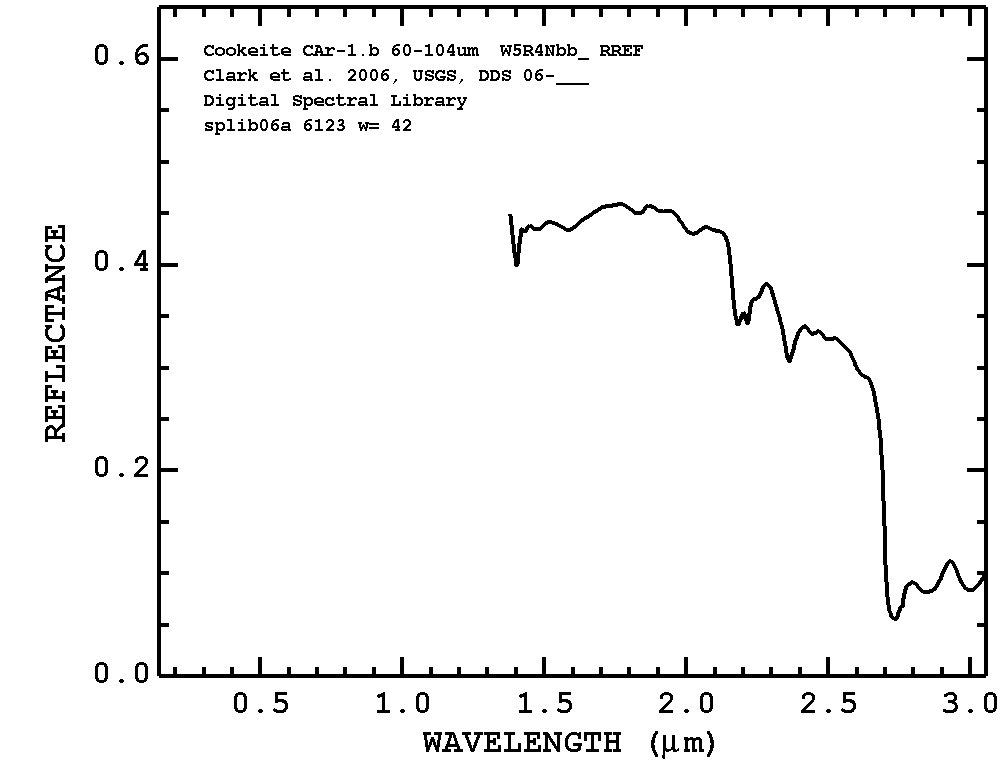 Cookeite CAr-1.b 60-104um W5R4Nbb_ RREF
Clark et al. 2006, USGS, DDS 06-___
Digital Spectral Library
splib06a 6123 w= 42
REFLECTANCE
0.6
0.4
0.2
0.0
0.5 1.0 1.5 2.0 2.5 3.0
WAVELENGTH (μm)